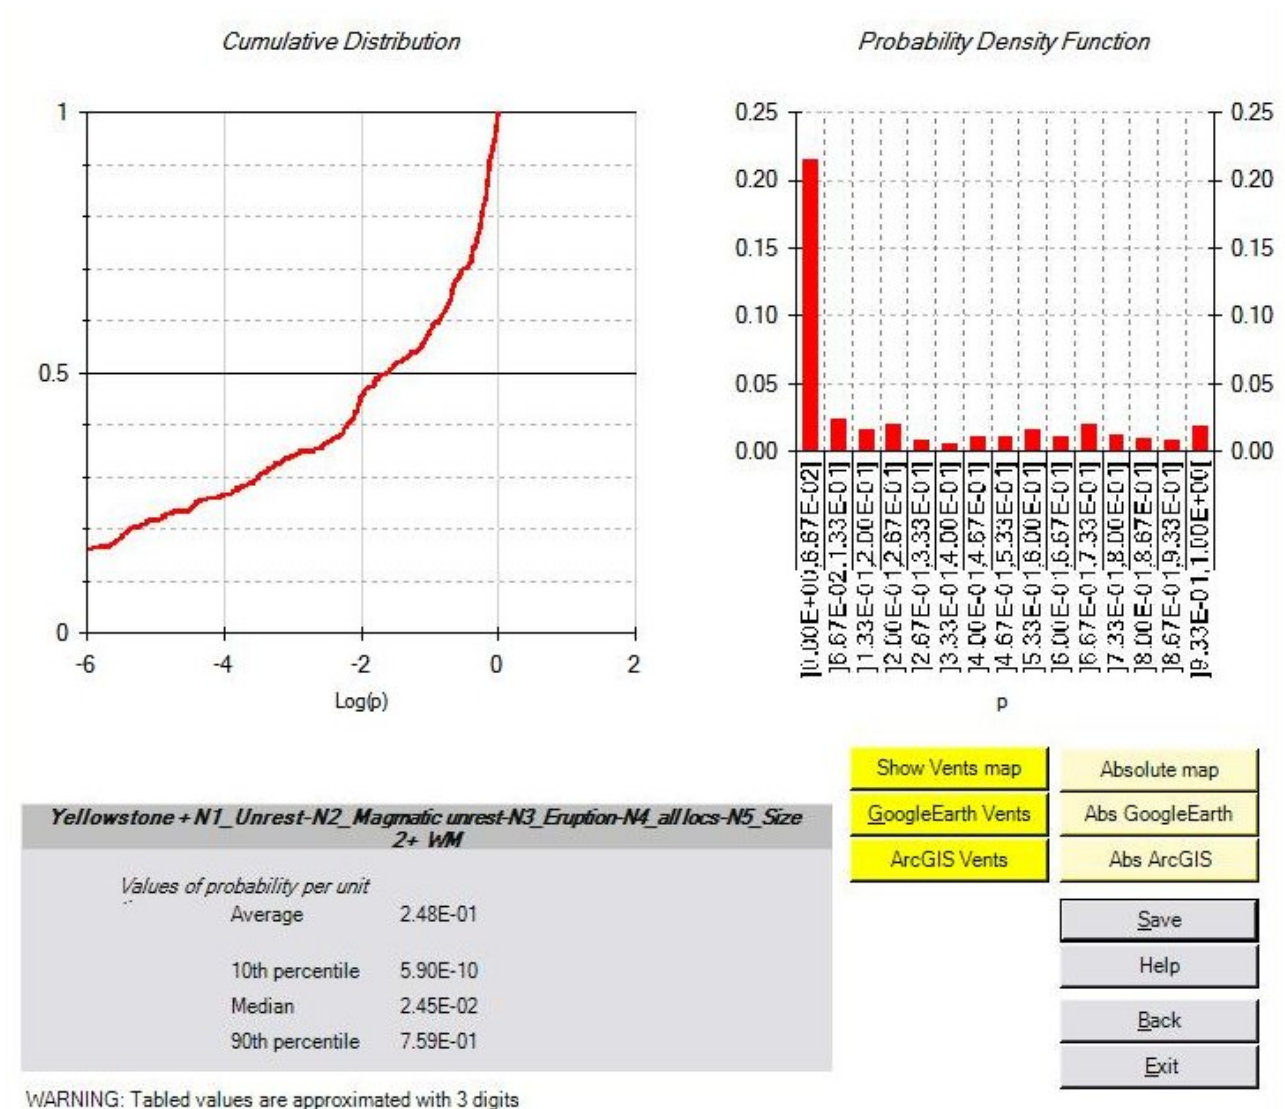 Cumulative Distribution
Probability Density Function
1
0.5
0
-6 -4 -2 0 2
Log(p)
0.25 0.25
0.20 0.20
0.15 0.15
0.10 0.10
0.05 0.05
0.00 0.00
]0.00E+00,6.67E-02]
]6.67E-02,1.33E-01]
]1.33E-01,2.00E-01]
]2.00E-01,2.67E-01]
]2.67E-01,3.33E-01]
]3.33E-01,4.00E-01]
]4.00E-01,4.67E-01]
]4.67E-01,5.33E-01]
]5.33E-01,6.00E-01]
]6.00E-01,6.67E-01]
]6.67E-01,7.33E-01]
]7.33E-01,8.00E-01]
]8.00E-01,8.67E-01]
]8.67E-01,9.33E-01]
]9.33E-01,1.00E+00[
p
Show Vents map
Absolute map
GoogleEarth Vents
Abs GoogleEarth
ArcGIS Vents
Abs ArcGIS
Save
Help
Back
Exit
Yellowstone + N1_Unrest-N2_Magmatic unrest-N3_Eruption-N4_all locs-N5_Size
2+ WM
Values of probability per unit
Average 2.48E-01
10th percentile 5.90E-10
Median 2.45E-02
90th percentile 7.59E-01
WARNING: Tabled values are approximated with 3 digits